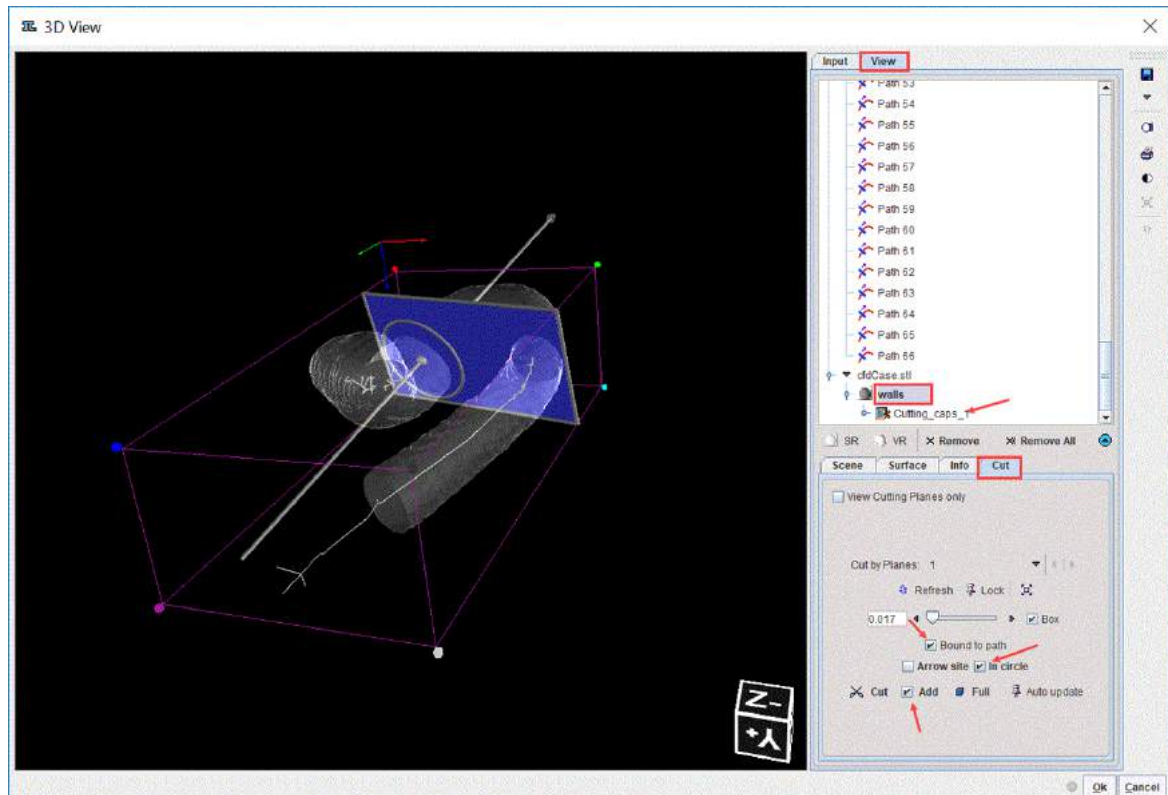 3D View
Input View
Path 53
Path 54
Path 55
Path 56
Path 57
Path 58
Path 59
Path 60
Path 61
Path 62
Path 63
Path 64
Path 65
Path 66
cfdCase.stl
walls
Cutting_caps_1
SR VR Remove Remove All
Scene Surface Info Cut
View Cutting Planes only
Cut by Planes: 1
Refresh Lock
0.017 Box
Bound to path
Arrow site In circle
Cut Add Full Auto update
Z-
Y+
Ok Cancel